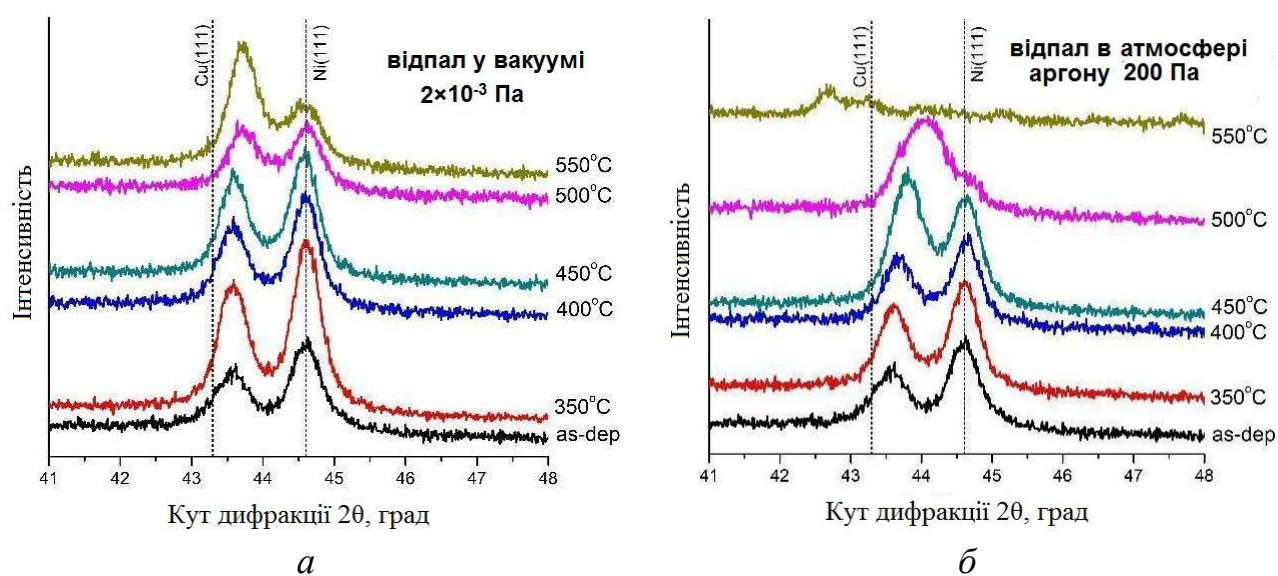 відпал у вакуумі
2×10⁻³ Па
Cu(111)
Ni(111)
550°C
500°C
450°C
400°C
350°C
as-dep
Інтенсивність
41 42 43 44 45 46 47 48
Кут дифракції 2θ, град
а
відпал в атмосфері
аргону 200 Па
Cu(111)
Ni(111)
550°C
500°C
450°C
400°C
350°C
as-dep
Інтенсивність
41 42 43 44 45 46 47 48
Кут дифракції 2θ, град
б